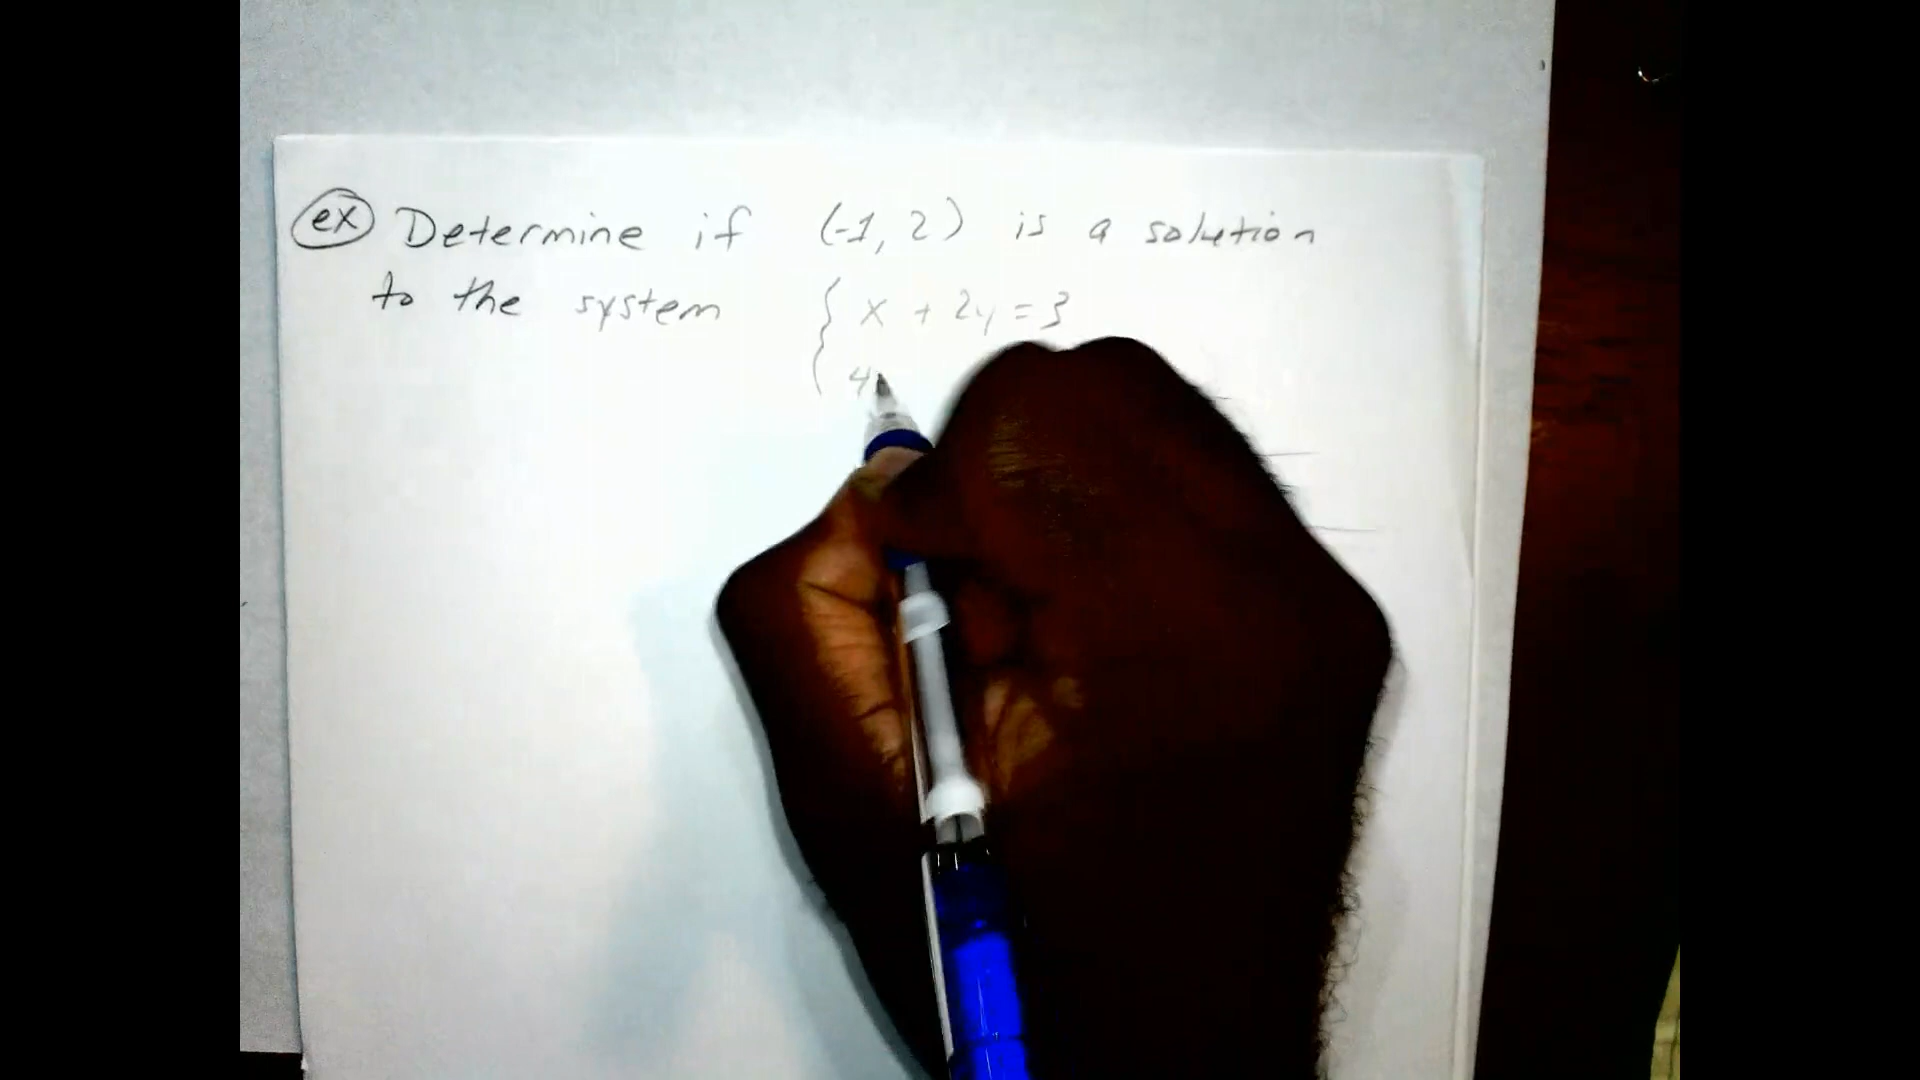 ex Determine if (-1, 2) is a solution
to the system { x + 2y = 3
4